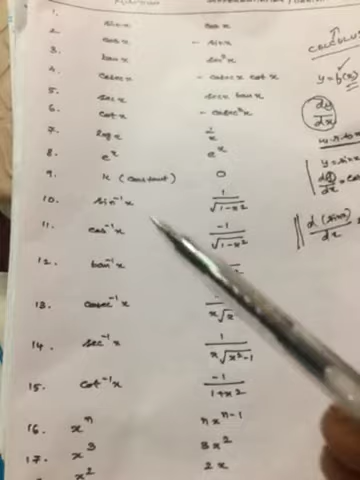 1. sin x cos x
2. cos x - sin x
3. tan x sec²x
4. cosec x - cosec x cot x
5. sec x sec x tan x
6. cot x - cosec²x
7. log x 1/x
8. eˣ eˣ
9. k (constant) 0
10. sin⁻¹x 1/√(1-x²)
11. cos⁻¹x -1/√(1-x²)
12. tan⁻¹x
13. cosec⁻¹x x√x
14. sec⁻¹x 1/(x√(x²-1))
15. cot⁻¹x -1/(1+x²)
16. xⁿ nxⁿ⁻¹
17. x³ 3x²
x² 2x
dy/dx
y = sin x
dy/dx = cos
d(sin x)/dx